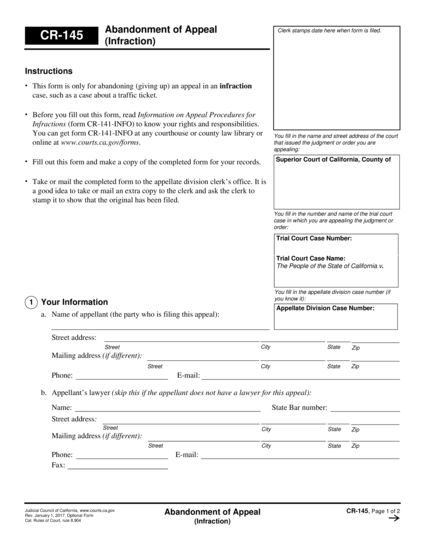 CR-145
Abandonment of Appeal
(Infraction)
Clerk stamps date here when form is filed.
Instructions
• This form is only for abandoning (giving up) an appeal in an infraction
case, such as a case about a traffic ticket.
• Before you fill out this form, read Information on Appeal Procedures for
Infractions (form CR-141-INFO) to know your rights and responsibilities.
You can get form CR-141-INFO at any courthouse or county law library or
online at www.courts.ca.gov/forms.
• Fill out this form and make a copy of the completed form for your records.
• Take or mail the completed form to the appellate division clerk's office. It is
a good idea to take or mail an extra copy to the clerk and ask the clerk to
stamp it to show that the original has been filed.
You fill in the name and street address of the court
that issued the judgment or order you are
appealing:
Superior Court of California, County of
You fill in the number and name of the trial court
case in which you are appealing the judgment or
order:
Trial Court Case Number:
Trial Court Case Name:
The People of the State of California v.
You fill in the appellate division case number (if
you know it):
Appellate Division Case Number:
1 Your Information
a. Name of appellant (the party who is filing this appeal):
Street address:
Street City State Zip
Mailing address (if different):
Street City State Zip
Phone: E-mail:
b. Appellant's lawyer (skip this if the appellant does not have a lawyer for this appeal):
Name: State Bar number:
Street address:
Street City State Zip
Mailing address (if different):
Street City State Zip
Phone: E-mail:
Fax:
Judicial Council of California, www.courts.ca.gov
Rev. January 1, 2017, Optional Form
Cal. Rules of Court, rule 8.904
Abandonment of Appeal
(Infraction)
CR-145, Page 1 of 2